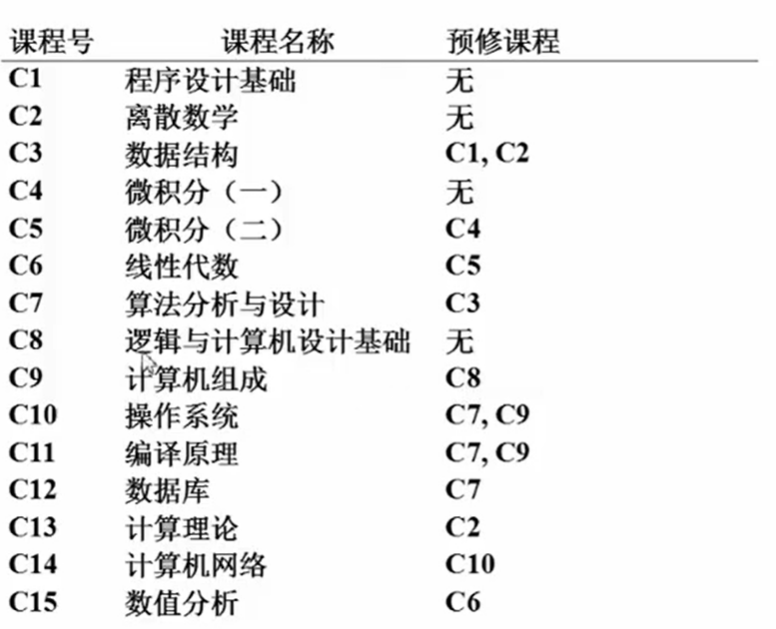 课程号 课程名称 预修课程
C1 程序设计基础 无
C2 离散数学 无
C3 数据结构 C1, C2
C4 微积分（一） 无
C5 微积分（二） C4
C6 线性代数 C5
C7 算法分析与设计 C3
C8 逻辑与计算机设计基础 无
C9 计算机组成 C8
C10 操作系统 C7, C9
C11 编译原理 C7, C9
C12 数据库 C7
C13 计算理论 C2
C14 计算机网络 C10
C15 数值分析 C6